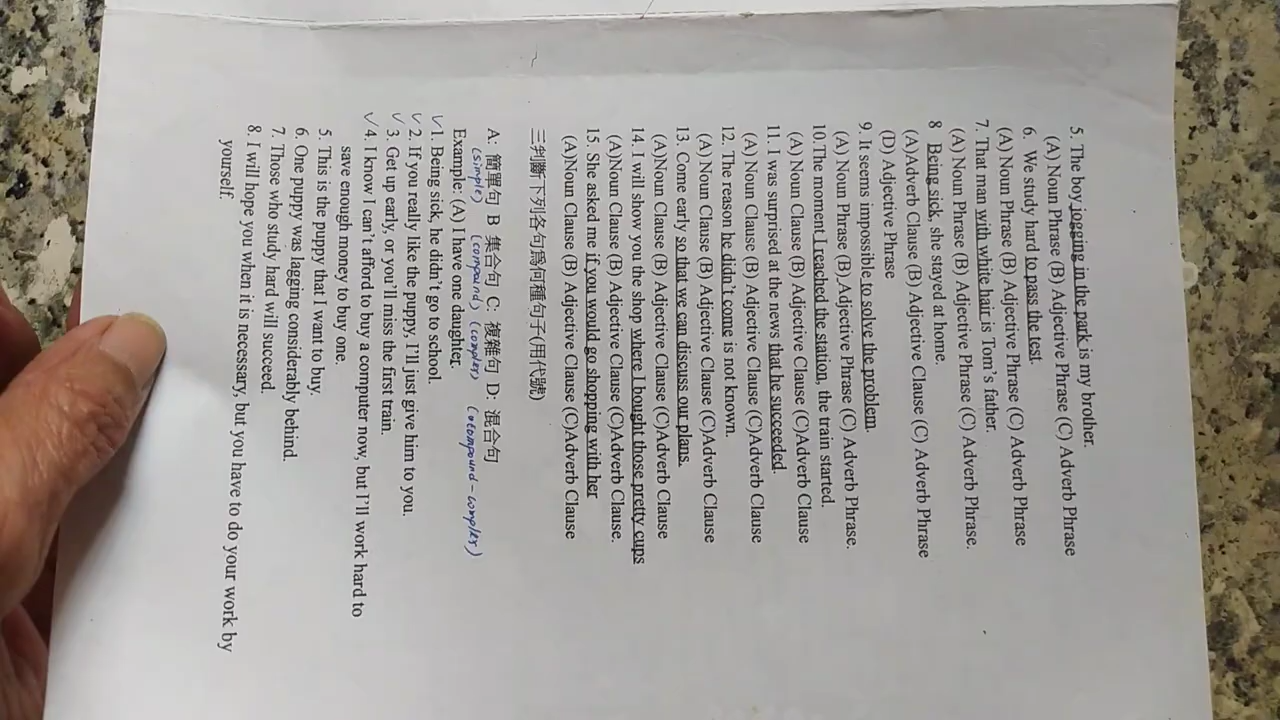 5. The boy jogging in the park is my brother.
(A) Noun Phrase (B) Adjective Phrase (C) Adverb Phrase
6. We study hard to pass the test.
(A) Noun Phrase (B) Adjective Phrase (C) Adverb Phrase
7. That man with white hair is Tom's father.
(A) Noun Phrase (B) Adjective Phrase (C) Adverb Phrase.
8 Being sick, she stayed at home.
(A)Adverb Clause (B) Adjective Clause (C) Adverb Phrase
(D) Adjective Phrase
9. It seems impossible to solve the problem.
(A) Noun Phrase (B) Adjective Phrase (C) Adverb Phrase.
10.The moment I reached the station, the train started.
(A) Noun Clause (B) Adjective Clause (C)Adverb Clause
11. I was surprised at the news that he succeeded.
(A) Noun Clause (B) Adjective Clause (C)Adverb Clause
12. The reason he didn't come is not known.
(A) Noun Clause (B) Adjective Clause (C)Adverb Clause
13. Come early so that we can discuss our plans.
(A)Noun Clause (B) Adjective Clause (C)Adverb Clause
14. I will show you the shop where I bought those pretty cups
(A)Noun Clause (B) Adjective Clause (C)Adverb Clause.
15. She asked me if you would go shopping with her
(A)Noun Clause (B) Adjective Clause (C)Adverb Clause
三判斷下列各句爲何種句子(用代號)
A: 簡單句 B 集合句 C: 複雜句 D: 混合句
(simple) (compound) (complex) (compound-complex)
Example: (A) I have one daughter.
✓1. Being sick, he didn't go to school.
✓2. If you really like the puppy, I'll just give him to you.
✓3. Get up early, or you'll miss the first train.
✓4. I know I can't afford to buy a computer now, but I'll work hard to
save enough money to buy one.
5. This is the puppy that I want to buy.
6. One puppy was lagging considerably behind.
7. Those who study hard will succeed.
8. I will hope you when it is necessary, but you have to do your work by
yourself.